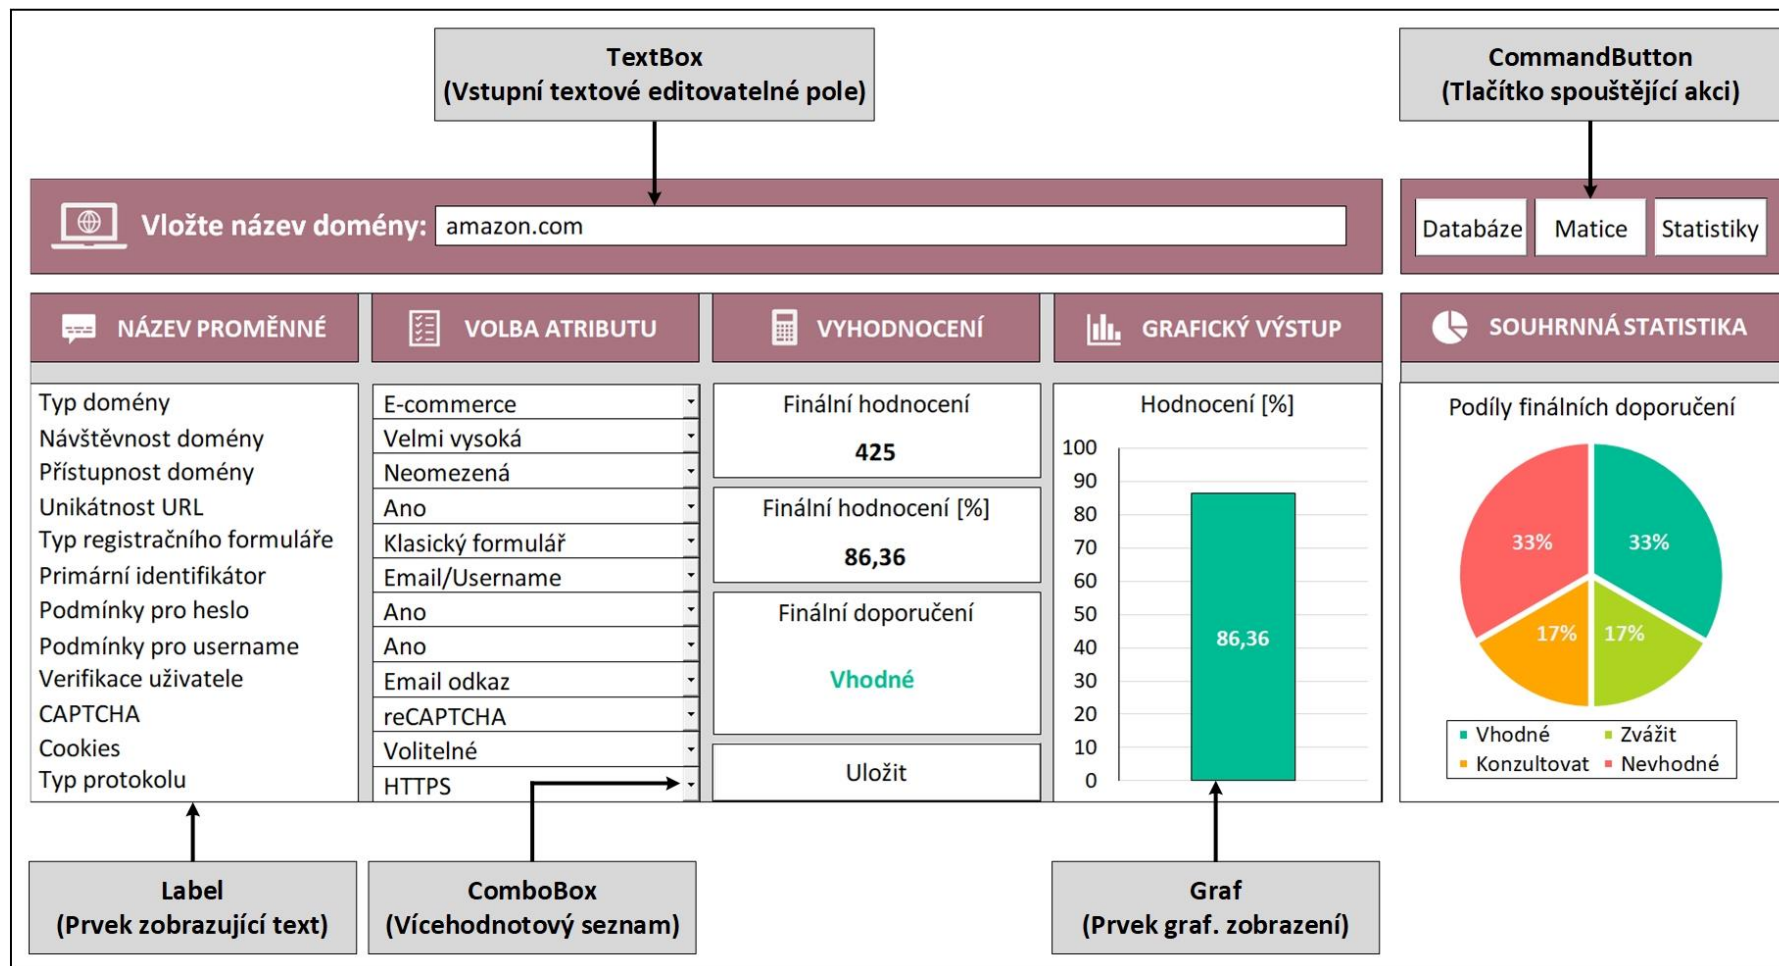 TextBox
(Vstupní textové editovatelné pole)
CommandButton
(Tlačítko spouštějící akci)
Vložte název domény:
amazon.com
Databáze
Matice
Statistiky
NÁZEV PROMĚNNÉ
VOLBA ATRIBUTU
VYHODNOCENÍ
GRAFICKÝ VÝSTUP
SOUHRNNÁ STATISTIKA
Typ domény
Návštěvnost domény
Přístupnost domény
Unikátnost URL
Typ registračního formuláře
Primární identifikátor
Podmínky pro heslo
Podmínky pro username
Verifikace uživatele
CAPTCHA
Cookies
Typ protokolu
E-commerce
Velmi vysoká
Neomezená
Ano
Klasický formulář
Email/Username
Ano
Ano
Email odkaz
reCAPTCHA
Volitelné
HTTPS
Finální hodnocení
425
Finální hodnocení [%]
86,36
Finální doporučení
Vhodné
Uložit
Hodnocení [%]
100
90
80
70
60
50
40
30
20
10
0
86,36
Podíly finálních doporučení
33%
33%
17%
17%
Vhodné
Zvážit
Konzultovat
Nevhodné
Label
(Prvek zobrazující text)
ComboBox
(Vícehodnotový seznam)
Graf
(Prvek graf. zobrazení)